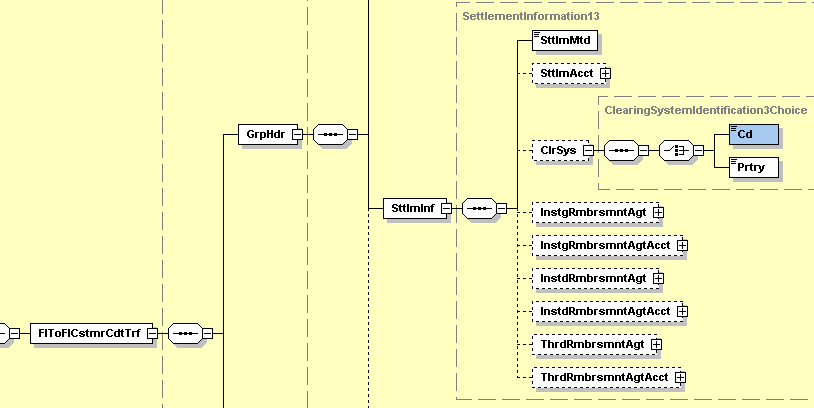 SettlementInformation13
SttlmMtd
SttlmAcct
ClearingSystemIdentification3Choice
GrpHdr
ClrSys
Cd
Prtry
SttlmInf
InstgRmbrsmntAgt
InstgRmbrsmntAgtAcct
InstdRmbrsmntAgt
InstdRmbrsmntAgtAcct
FIToFICstmrCdtTrf
ThrdRmbrsmntAgt
ThrdRmbrsmntAgtAcct